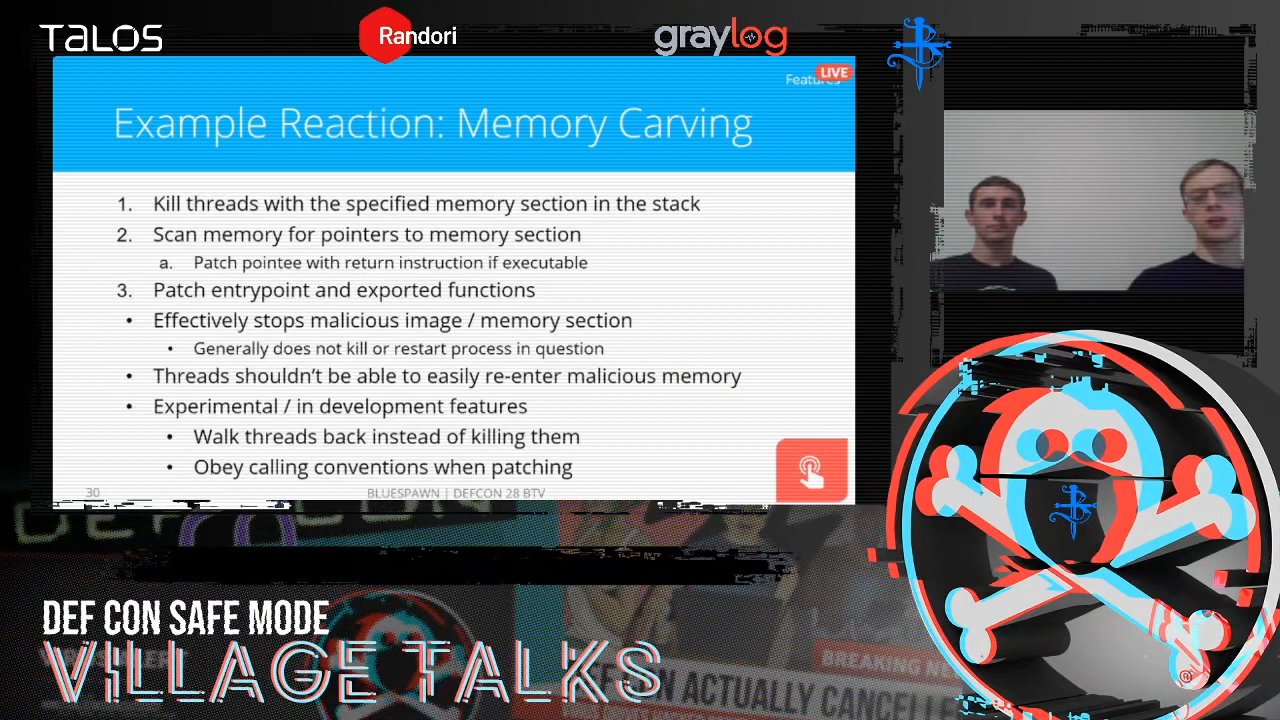 TALOS
Randori
graylog
Features
LIVE
Example Reaction: Memory Carving
1. Kill threads with the specified memory section in the stack
2. Scan memory for pointers to memory section
a. Patch pointee with return instruction if executable
3. Patch entrypoint and exported functions
• Effectively stops malicious image / memory section
• Generally does not kill or restart process in question
• Threads shouldn't be able to easily re-enter malicious memory
• Experimental / in development features
• Walk threads back instead of killing them
• Obey calling conventions when patching
30
BLUESPAWN | DEFCON 28 BTV
DEF CON
DEF CON SAFE MODE
VILLAGE TALKS
BREAKING NE
DEF CON ACTUALLY CANCELLE